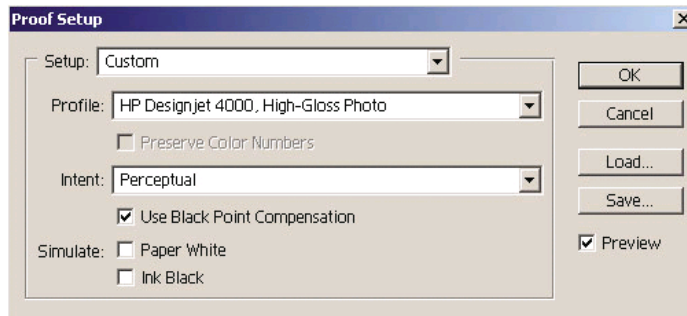 Proof Setup
Setup: Custom
Profile: HP Designjet 4000, High-Gloss Photo
Preserve Color Numbers
Intent: Perceptual
Use Black Point Compensation
Simulate: Paper White
Ink Black
OK
Cancel
Load...
Save...
Preview